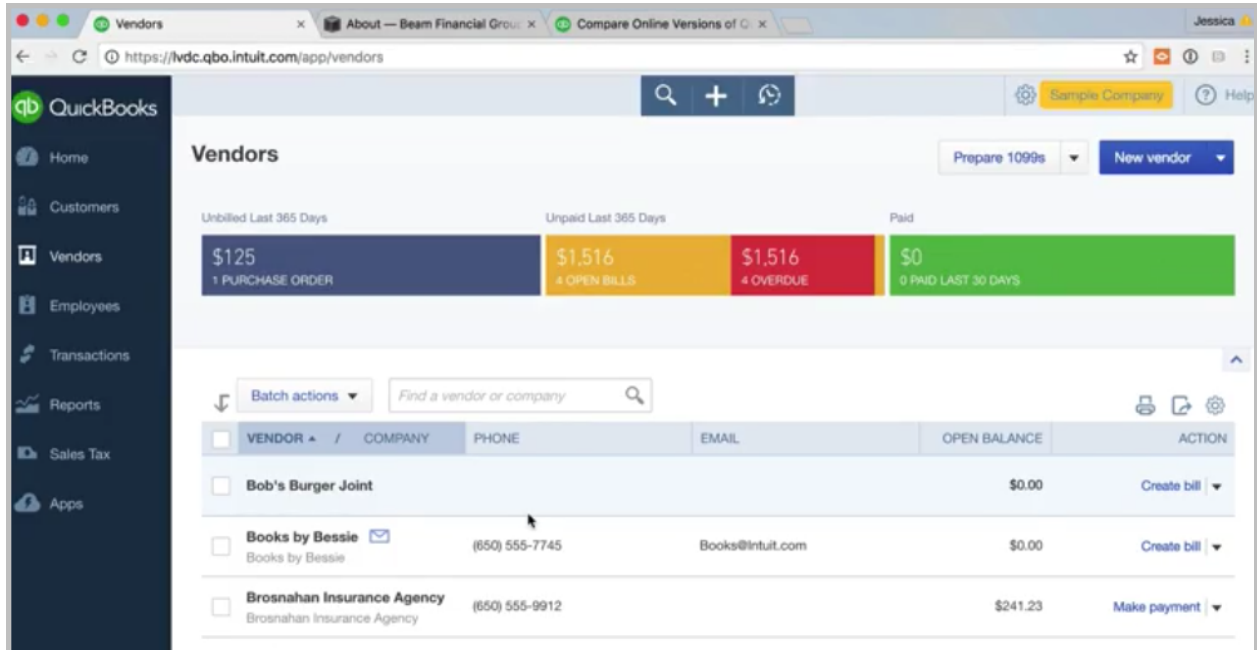 Vendors
About — Beam Financial Grou
Compare Online Versions of Q
Jessica
https://lvdc.qbo.intuit.com/app/vendors
qb QuickBooks
Sample Company
? Help
Home
Customers
Vendors
Employees
Transactions
Reports
Sales Tax
Apps
Vendors
Prepare 1099s
New vendor
Unbilled Last 365 Days
Unpaid Last 365 Days
Paid
$125
1 PURCHASE ORDER
$1,516
4 OPEN BILLS
$1,516
4 OVERDUE
$0
0 PAID LAST 30 DAYS
Batch actions
Find a vendor or company
VENDOR / COMPANY
PHONE
EMAIL
OPEN BALANCE
ACTION
Bob's Burger Joint
$0.00
Create bill
Books by Bessie
Books by Bessie
(650) 555-7745
Books@Intuit.com
$0.00
Create bill
Brosnahan Insurance Agency
Brosnahan Insurance Agency
(650) 555-9912
$241.23
Make payment